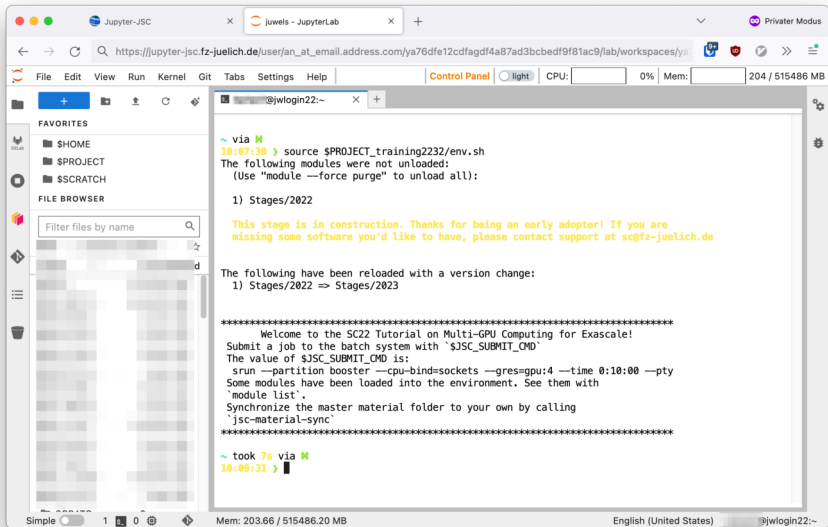 Jupyter-JSC
juwels - JupyterLab
Privater Modus
https://jupyter-jsc.fz-juelich.de/user/an_at_email.address.com/ya76dfe12cdfagdf4a87ad3bcbedf9f81ac9/lab/workspaces/ya
9+
File Edit View Run Kernel Git Tabs Settings Help
Control Panel light CPU: 0% Mem: 204 / 515486 MB
@jwlogin22:~
FAVORITES
$HOME
$PROJECT
$SCRATCH
FILE BROWSER
Filter files by name
~ via
10:07:30 ❯ source $PROJECT_training2232/env.sh
The following modules were not unloaded:
(Use "module --force purge" to unload all):
1) Stages/2022
This stage is in construction. Thanks for being an early adopter! If you are
missing some software you'd like to have, please contact support at sc@fz-juelich.de
The following have been reloaded with a version change:
1) Stages/2022 => Stages/2023
*******************************************************************************
Welcome to the SC22 Tutorial on Multi-GPU Computing for Exascale!
Submit a job to the batch system with `$JSC_SUBMIT_CMD`
The value of $JSC_SUBMIT_CMD is:
srun --partition booster --cpu-bind=sockets --gres=gpu:4 --time 0:10:00 --pty
Some modules have been loaded into the environment. See them with
`module list`.
Synchronize the master material folder to your own by calling
`jsc-material-sync`
*******************************************************************************
~ took 7s via
10:09:31 ❯
Simple 1 0 Mem: 203.66 / 515486.20 MB English (United States) @jwlogin22:~